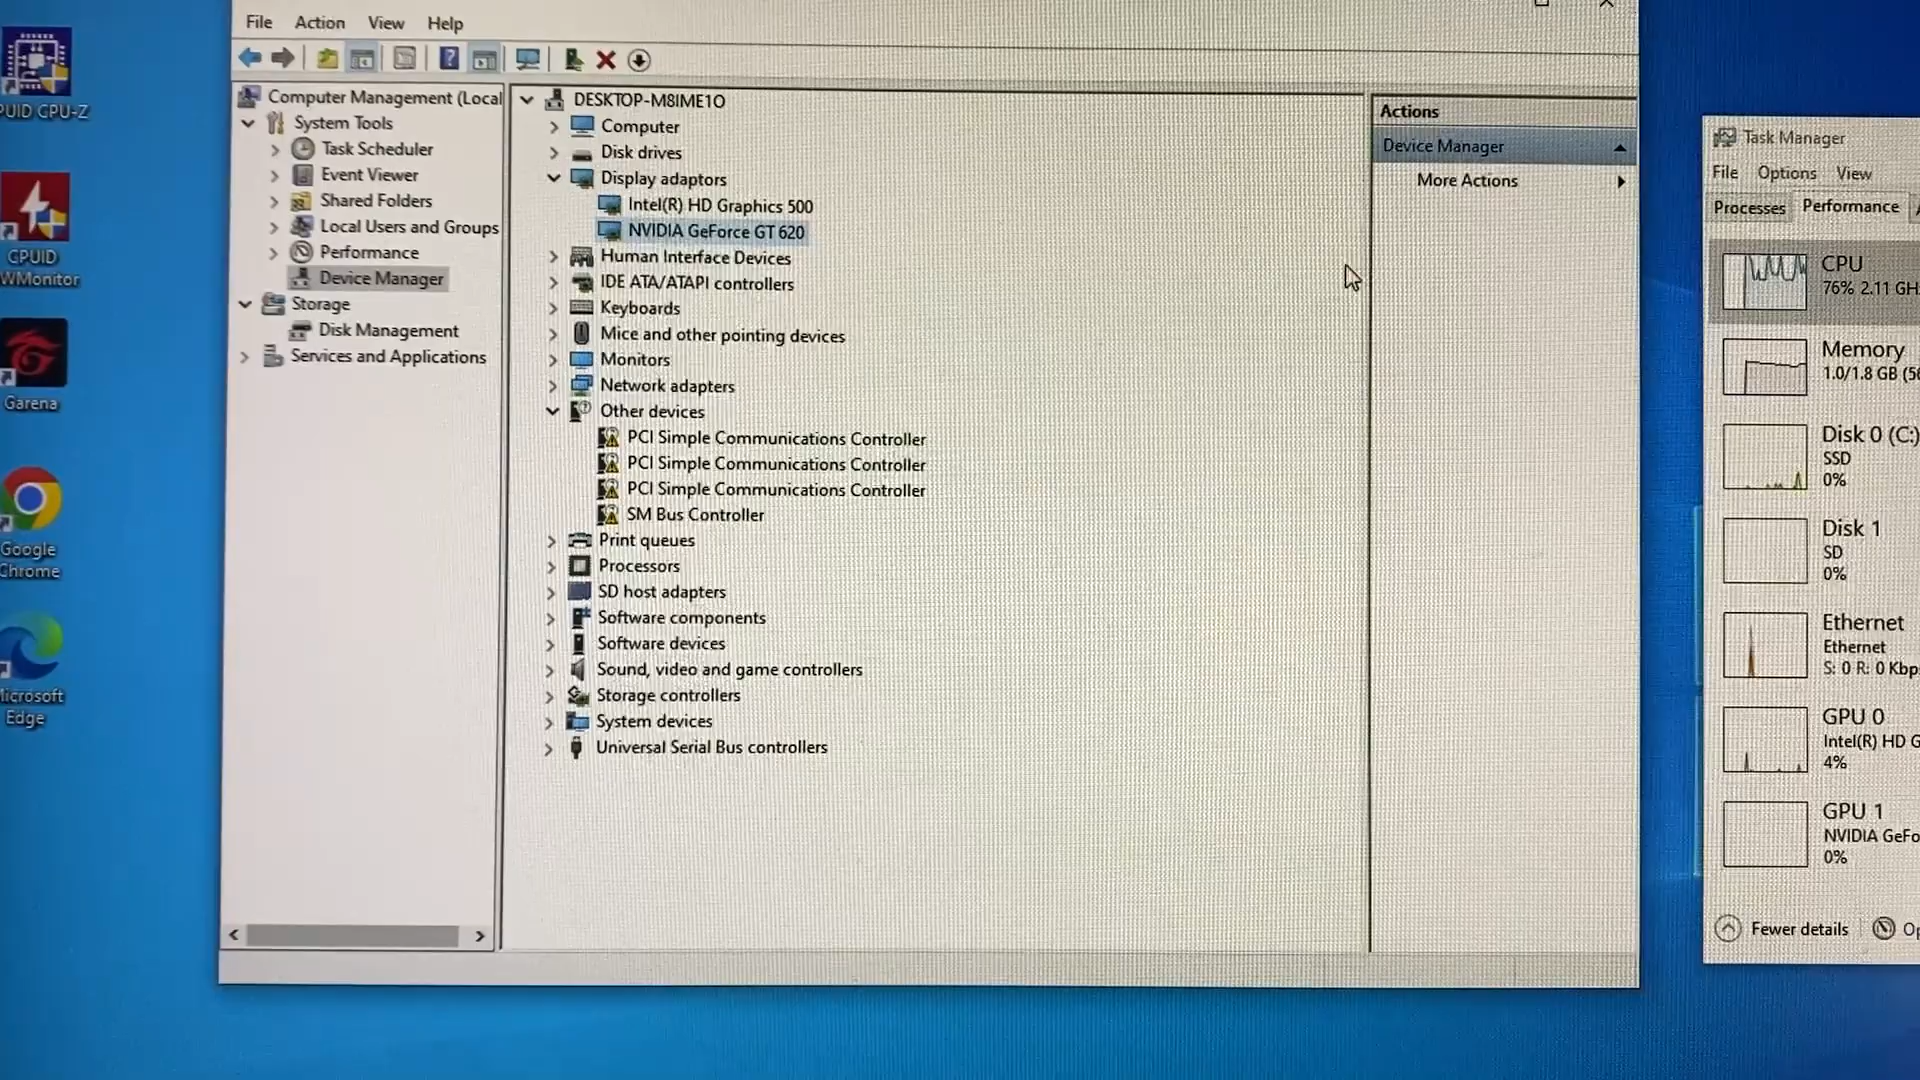 File Action View Help
PUID CPU-Z
CPUID
WMonitor
Garena
Google
Chrome
Microsoft
Edge
Computer Management (Local
System Tools
Task Scheduler
Event Viewer
Shared Folders
Local Users and Groups
Performance
Device Manager
Storage
Disk Management
Services and Applications
DESKTOP-M8IME1O
Computer
Disk drives
Display adaptors
Intel(R) HD Graphics 500
NVIDIA GeForce GT 620
Human Interface Devices
IDE ATA/ATAPI controllers
Keyboards
Mice and other pointing devices
Monitors
Network adapters
Other devices
PCI Simple Communications Controller
PCI Simple Communications Controller
PCI Simple Communications Controller
SM Bus Controller
Print queues
Processors
SD host adapters
Software components
Software devices
Sound, video and game controllers
Storage controllers
System devices
Universal Serial Bus controllers
Actions
Device Manager
More Actions
Task Manager
File Options View
Processes Performance
CPU
76% 2.11 GH
Memory
1.0/1.8 GB (56
Disk 0 (C:)
SSD
0%
Disk 1
SD
0%
Ethernet
Ethernet
S: 0 R: 0 Kbp
GPU 0
Intel(R) HD G
4%
GPU 1
NVIDIA GeFo
0%
Fewer details Op